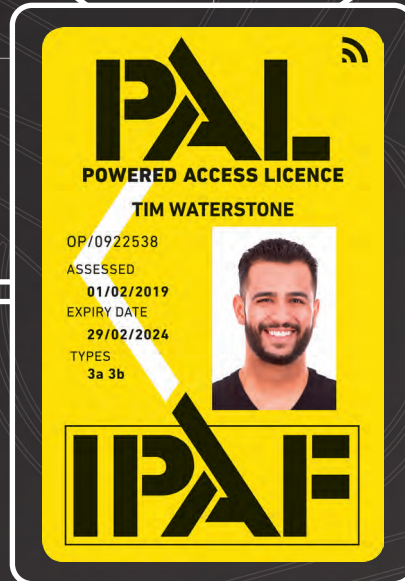 PAL
POWERED ACCESS LICENCE
TIM WATERSTONE
OP/0922538
ASSESSED
01/02/2019
EXPIRY DATE
29/02/2024
TYPES
3a 3b
IPAF